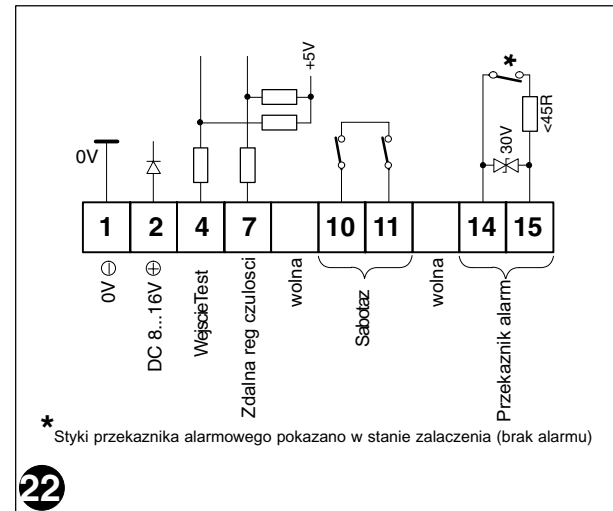 +5V
*
<45R
30V
0V
1 2 4 7 10 11 14 15
0V ⊖
DC 8...16V ⊕
WejscieTest
Zdalna reg czulosci
wolna
Sabotaz
wolna
Przekaznik alarm
* Styki przekaznika alarmowego pokazano w stanie zalaczenia (brak alarmu)
22